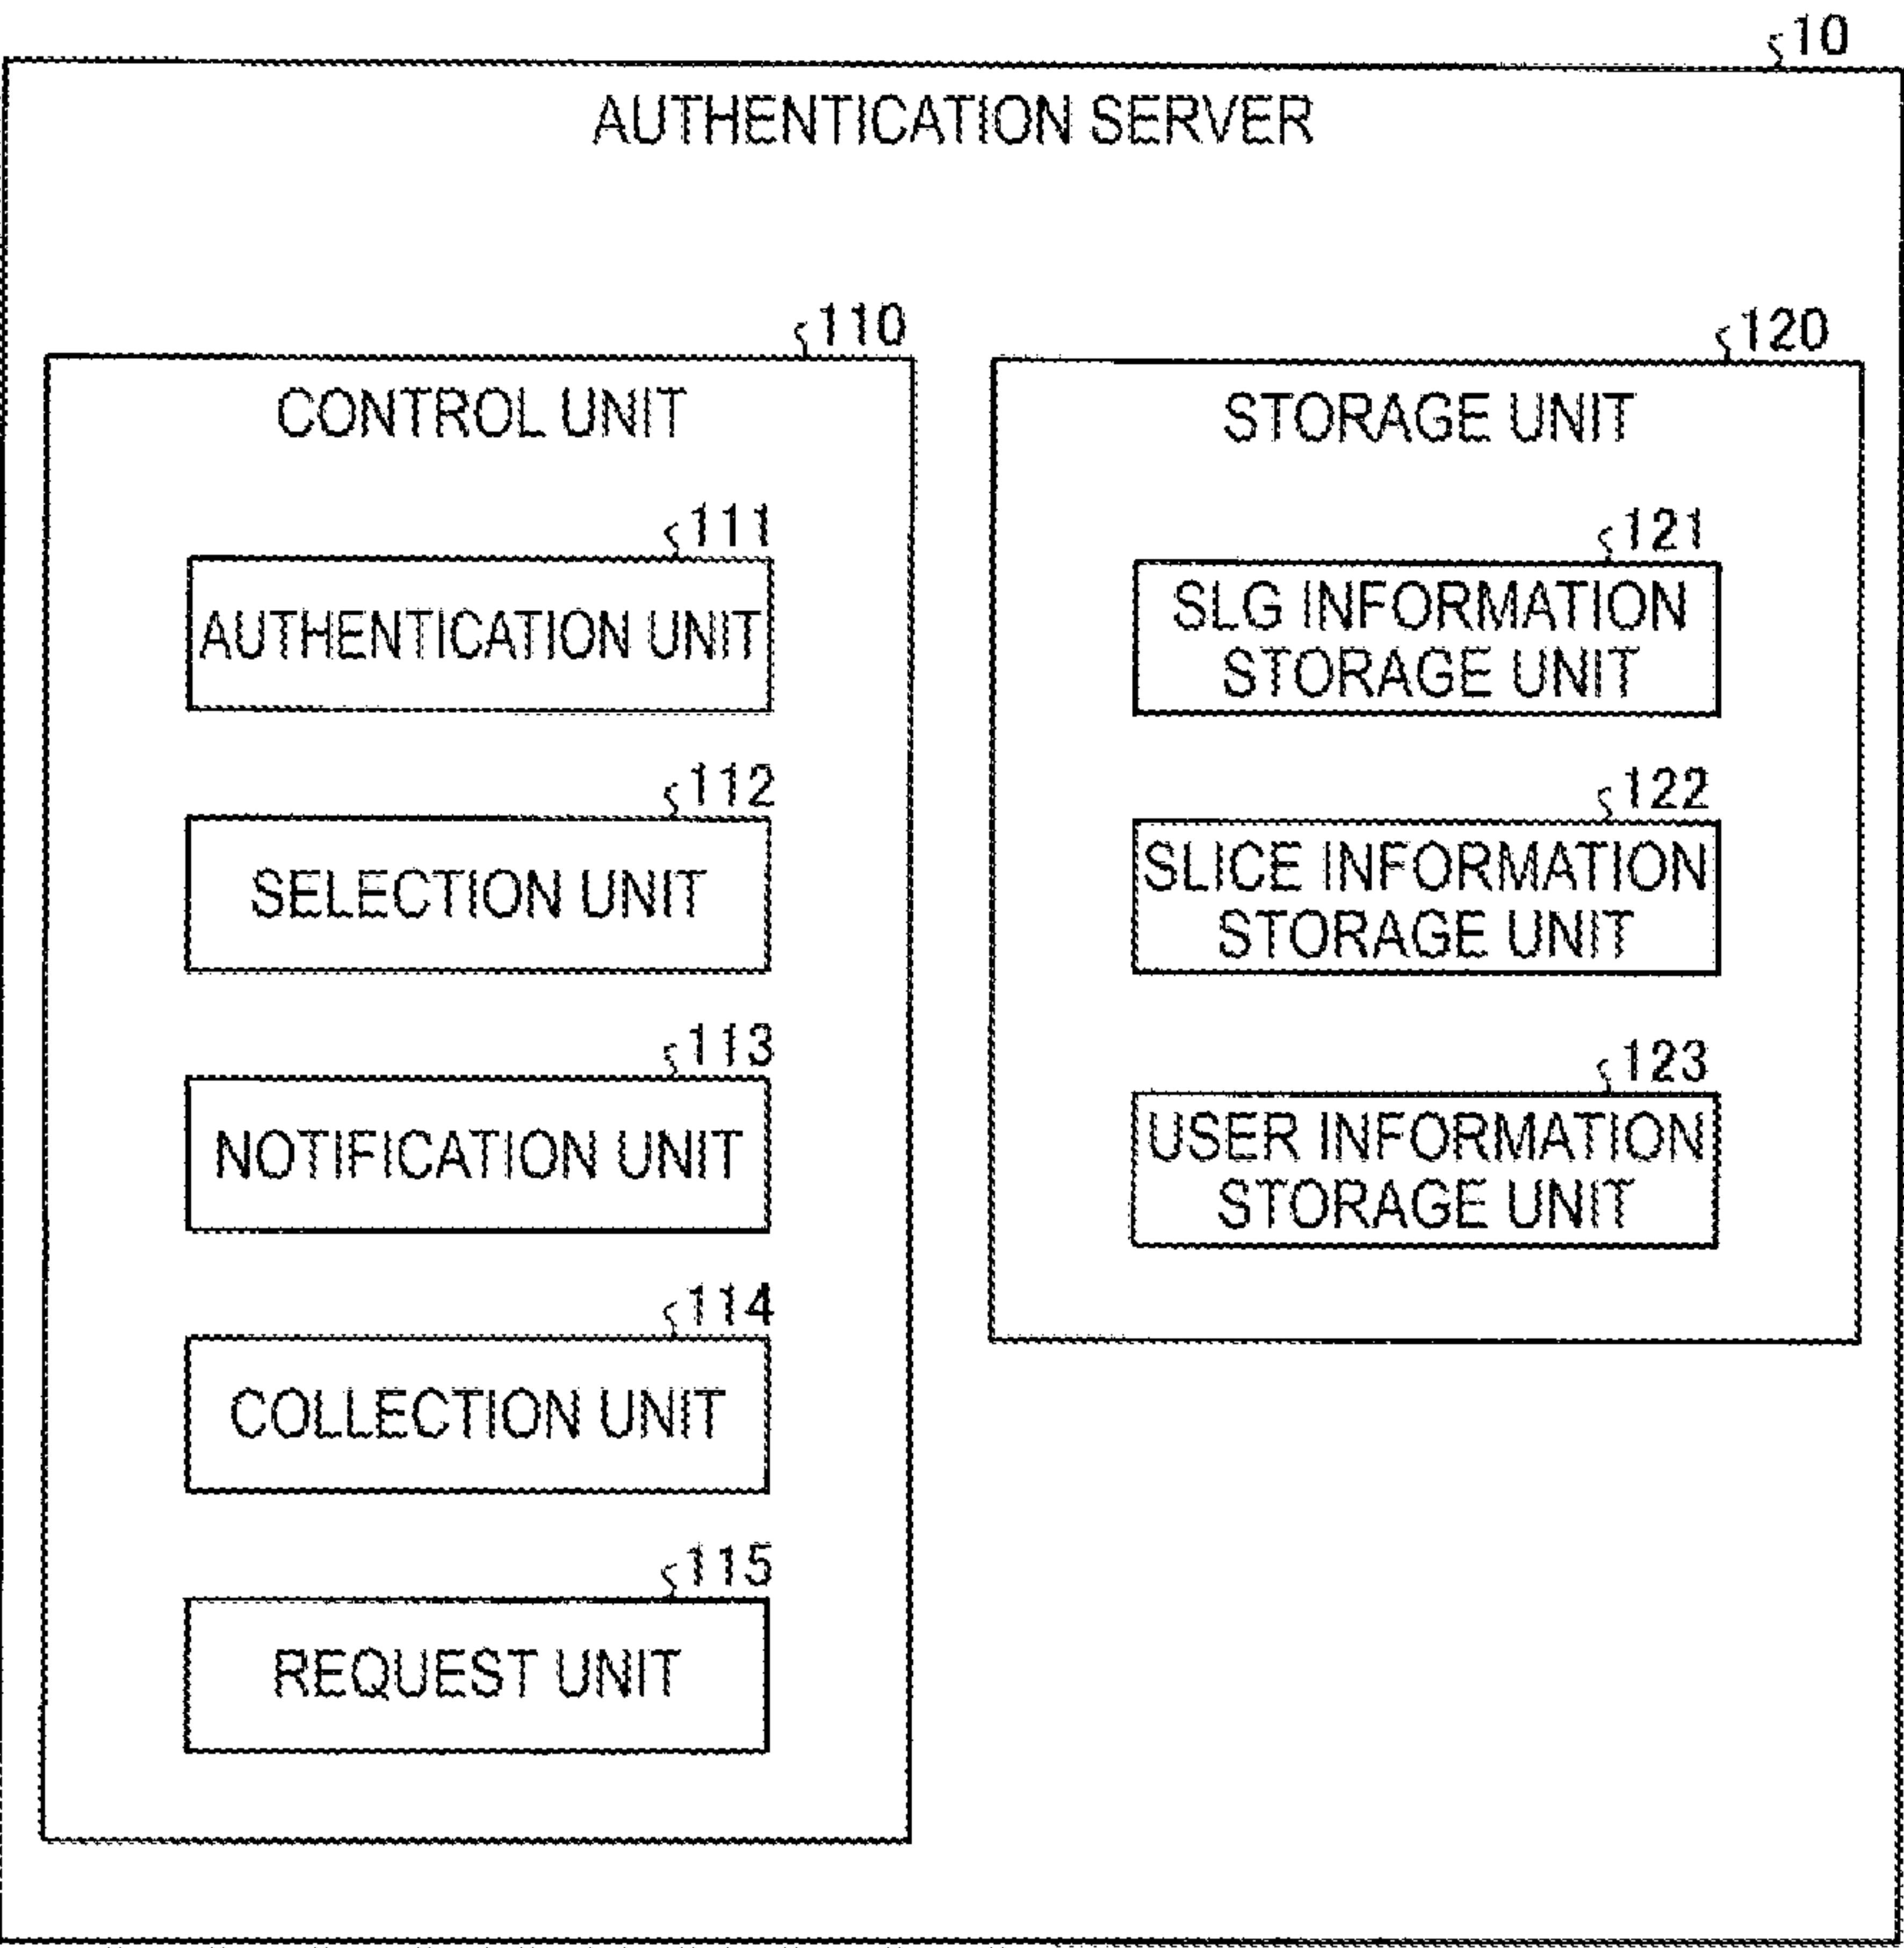 10
AUTHENTICATION SERVER
110
CONTROL UNIT
111
AUTHENTICATION UNIT
112
SELECTION UNIT
113
NOTIFICATION UNIT
114
COLLECTION UNIT
115
REQUEST UNIT
120
STORAGE UNIT
121
SLG INFORMATION
STORAGE UNIT
122
SLICE INFORMATION
STORAGE UNIT
123
USER INFORMATION
STORAGE UNIT